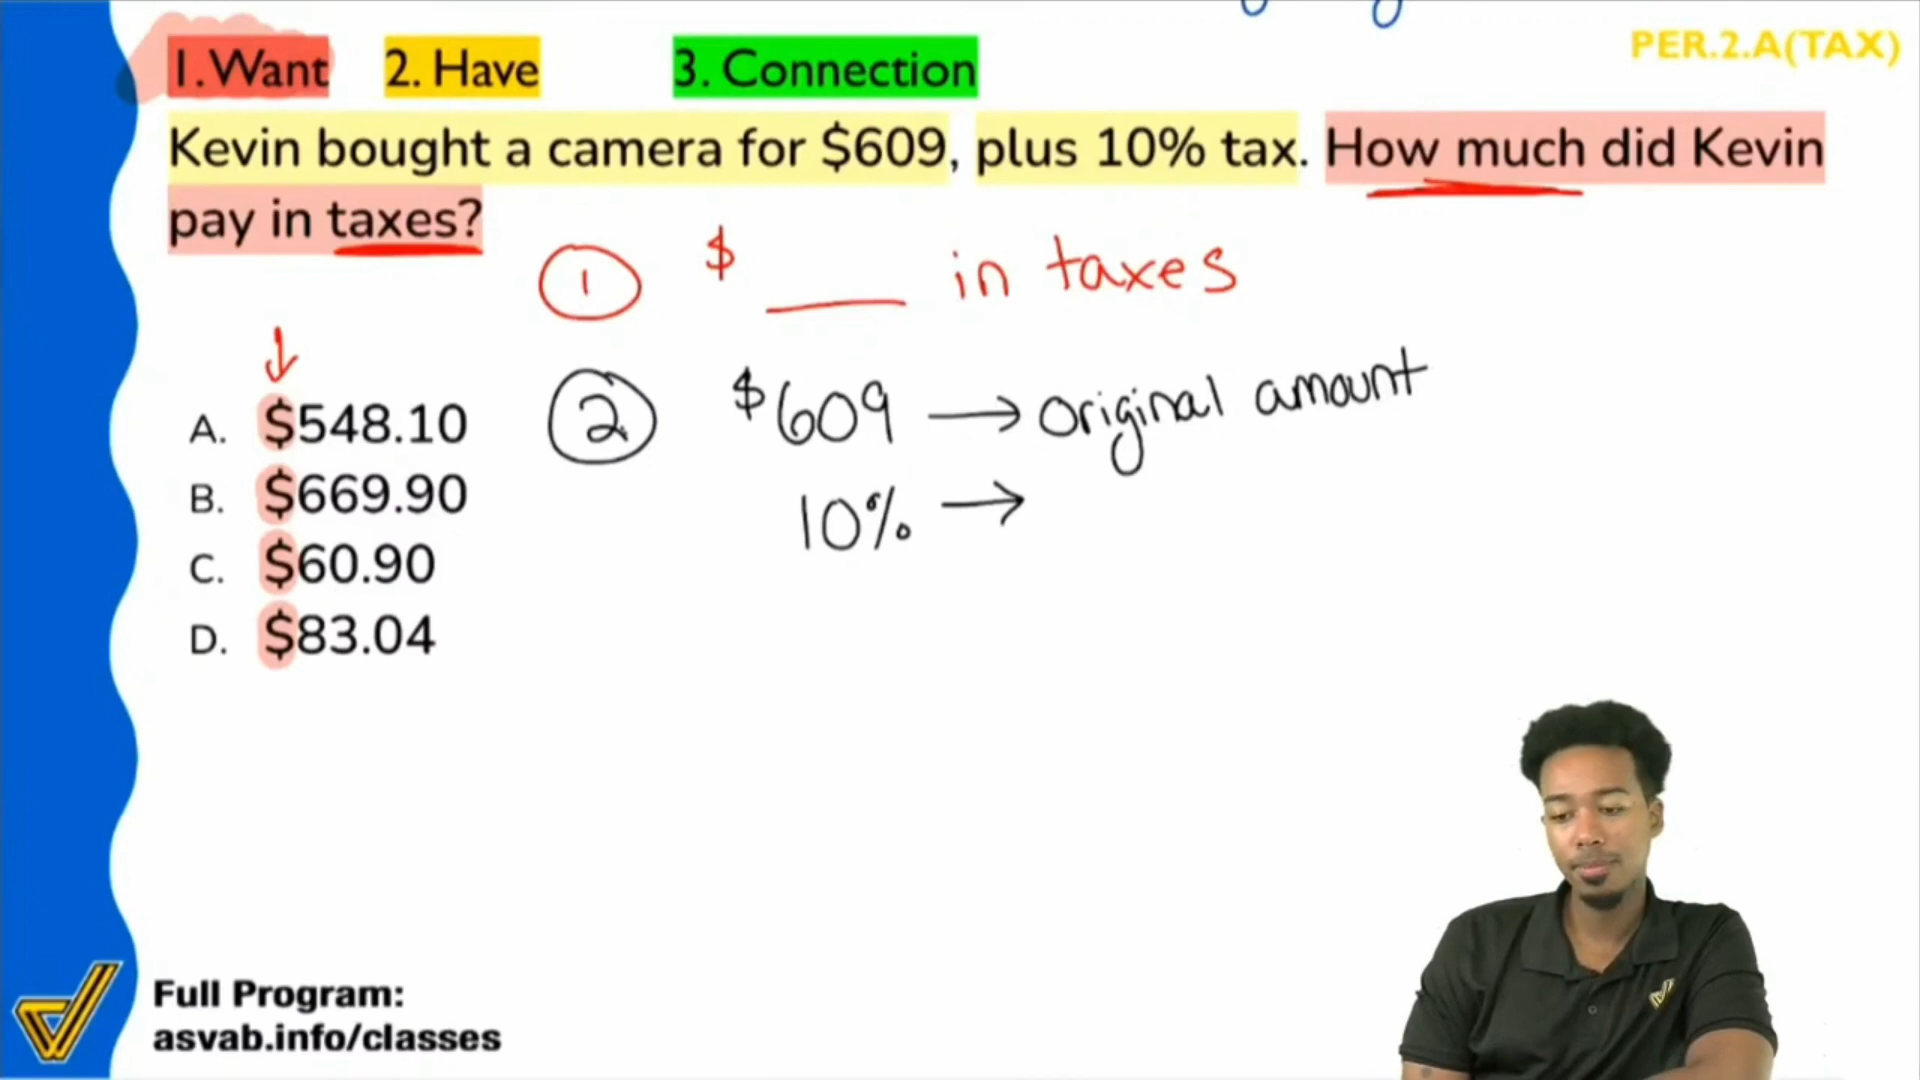 1. Want 2. Have 3. Connection
PER.2.A(TAX)
Kevin bought a camera for $609, plus 10% tax. How much did Kevin
pay in taxes?
1 $ ____ in taxes
A. $548.10
B. $669.90
C. $60.90
D. $83.04
2 $609 → original amount
10% →
Full Program:
asvab.info/classes